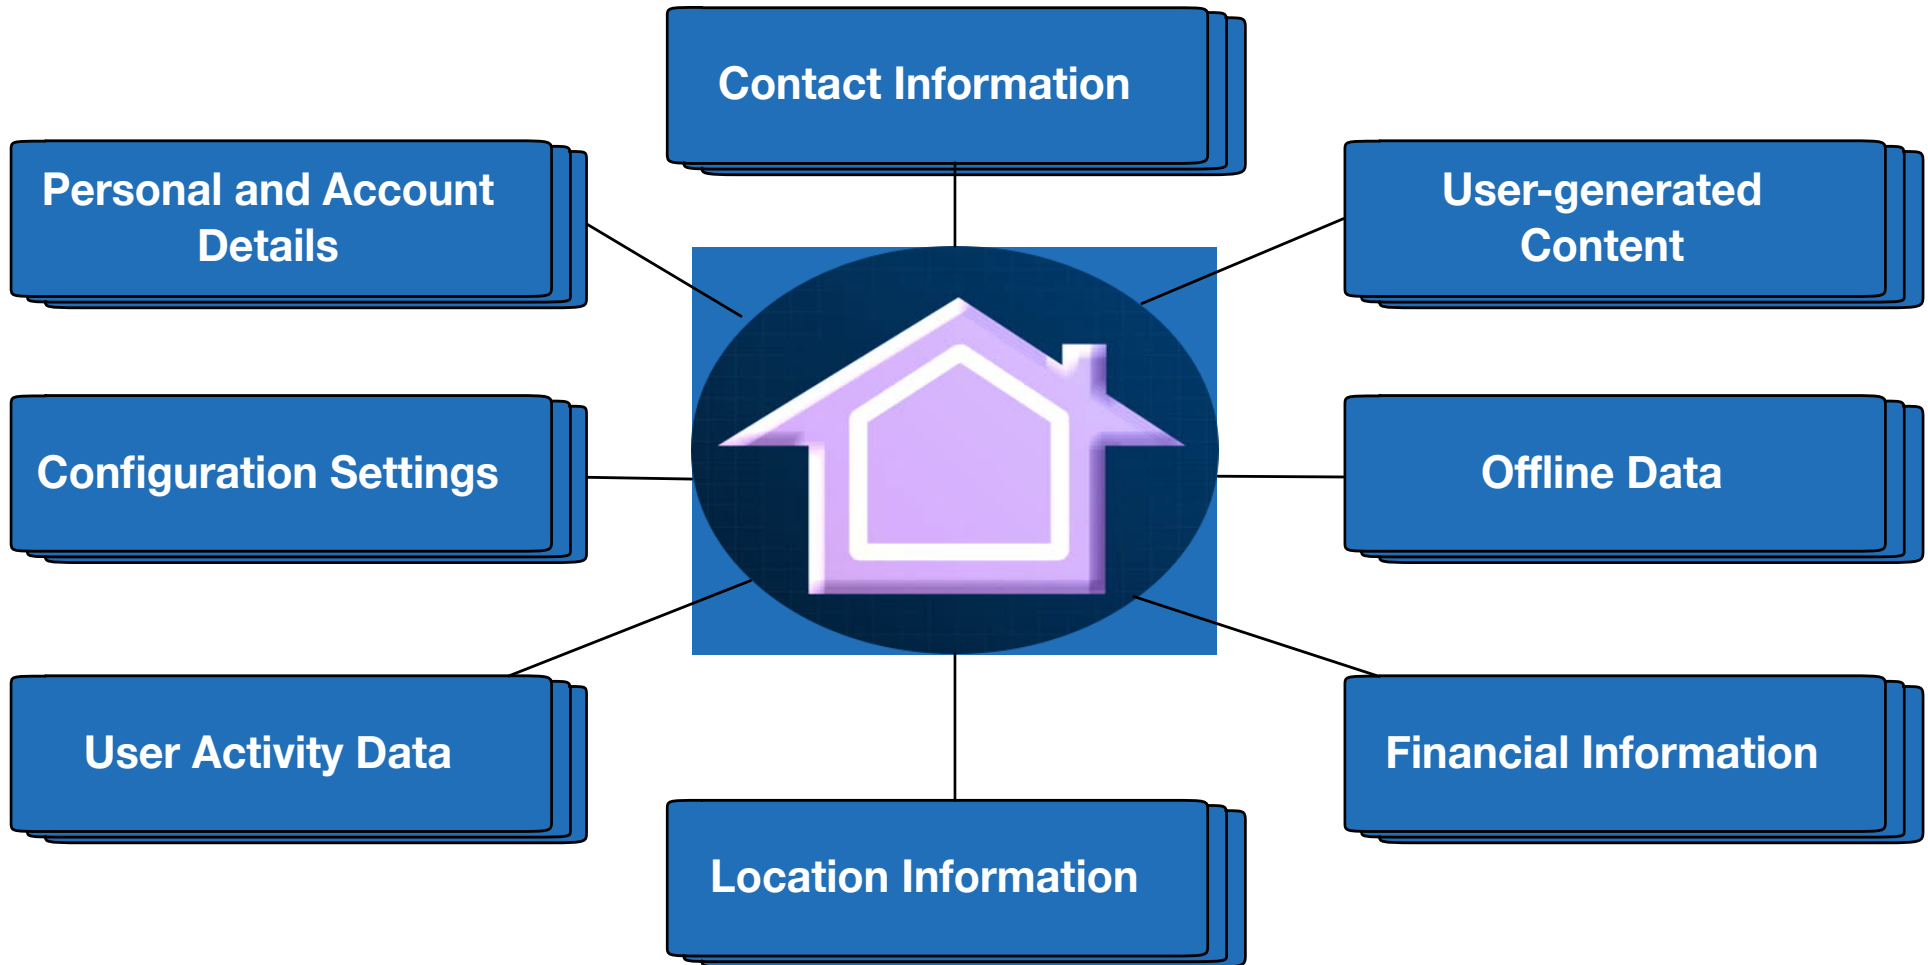 Contact Information
Personal and Account
Details
User-generated
Content
Configuration Settings
Offline Data
User Activity Data
Financial Information
Location Information